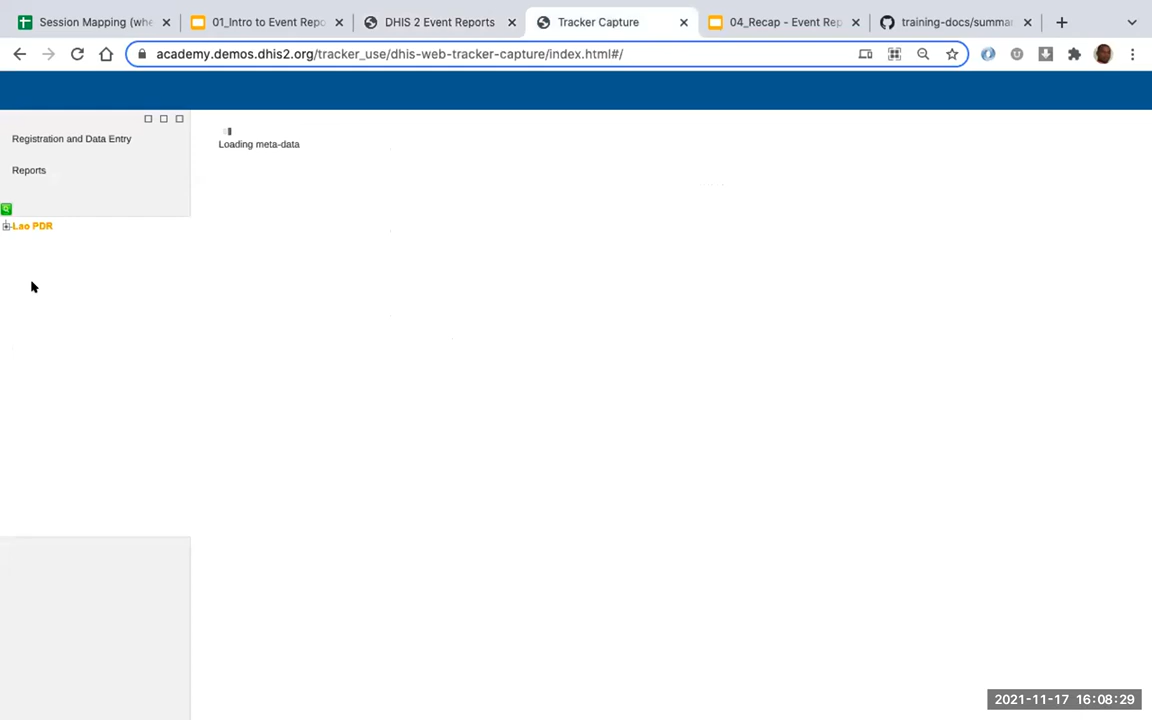 Session Mapping (whe
01_Intro to Event Repo
DHIS 2 Event Reports
Tracker Capture
04_Recap - Event Rep
training-docs/summar
academy.demos.dhis2.org/tracker_use/dhis-web-tracker-capture/index.html#/
Registration and Data Entry
Loading meta-data
Reports
Lao PDR
2021-11-17 16:08:29